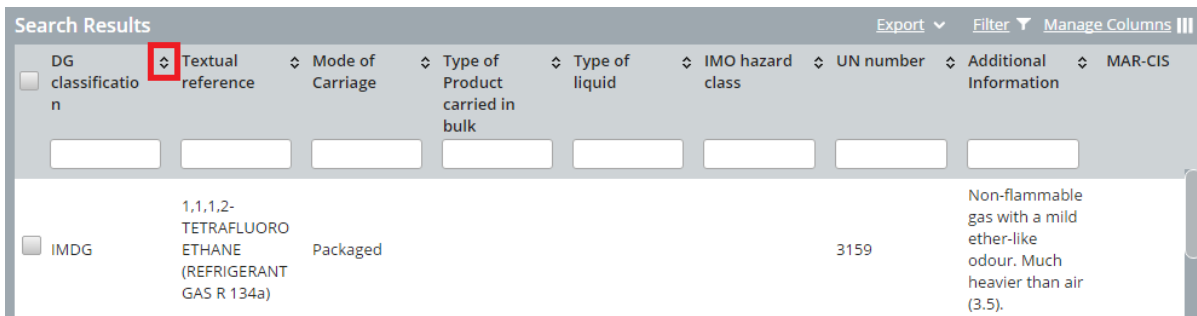 Search Results
Export Filter Manage Columns
DG classificatio n
Textual reference
Mode of Carriage
Type of Product carried in bulk
Type of liquid
IMO hazard class
UN number
Additional Information
MAR-CIS
IMDG
1,1,1,2-
TETRAFLUORO
ETHANE
(REFRIGERANT
GAS R 134a)
Packaged
3159
Non-flammable
gas with a mild
ether-like
odour. Much
heavier than air
(3.5).